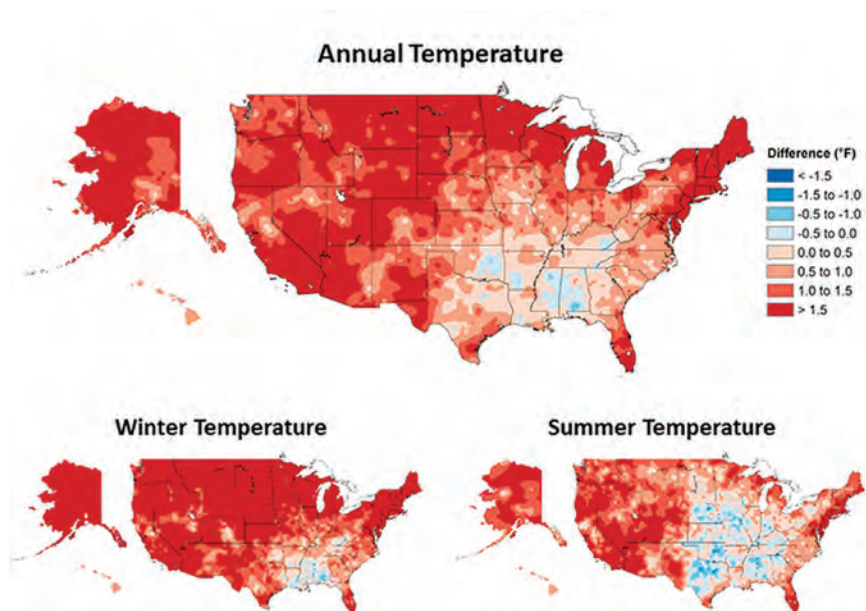 Annual Temperature
Difference (°F)
< -1.5
-1.5 to -1.0
-0.5 to -1.0
-0.5 to 0.0
0.0 to 0.5
0.5 to 1.0
1.0 to 1.5
> 1.5
Winter Temperature
Summer Temperature